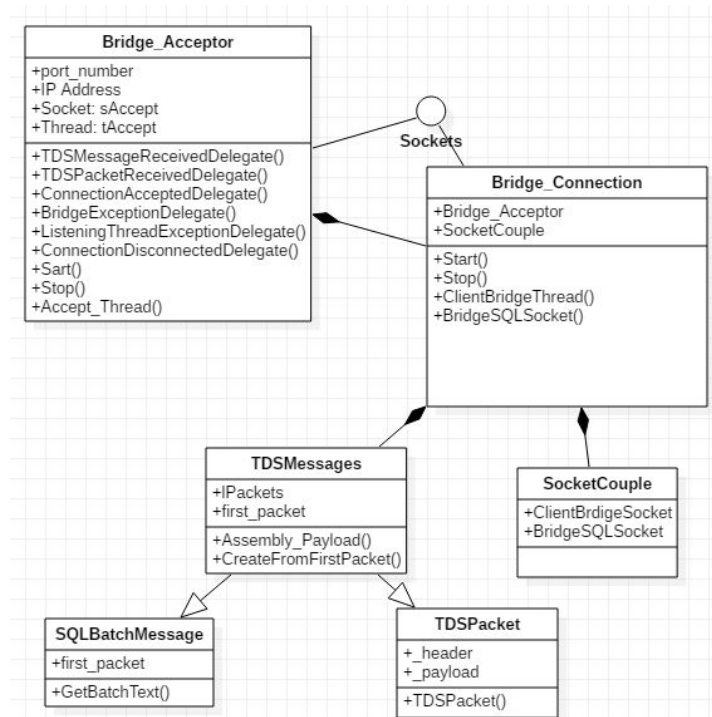 Bridge_Acceptor
+port_number
+IP Address
+Socket: sAccept
+Thread: tAccept
+TDSMessageReceivedDelegate()
+TDSPacketReceivedDelegate()
+ConnectionAcceptedDelegate()
+BridgeExceptionDelegate()
+ListeningThreadExceptionDelegate()
+ConnectionDisconnectedDelegate()
+Sart()
+Stop()
+Accept_Thread()
Sockets
Bridge_Connection
+Bridge_Acceptor
+SocketCouple
+Start()
+Stop()
+ClientBridgeThread()
+BridgeSQLSocket()
TDSMessages
+IPackets
+first_packet
+Assembly_Payload()
+CreateFromFirstPacket()
SocketCouple
+ClientBrdigeSocket
+BridgeSQLSocket
SQLBatchMessage
+first_packet
+GetBatchText()
TDSPacket
+_header
+_payload
+TDSPacket()